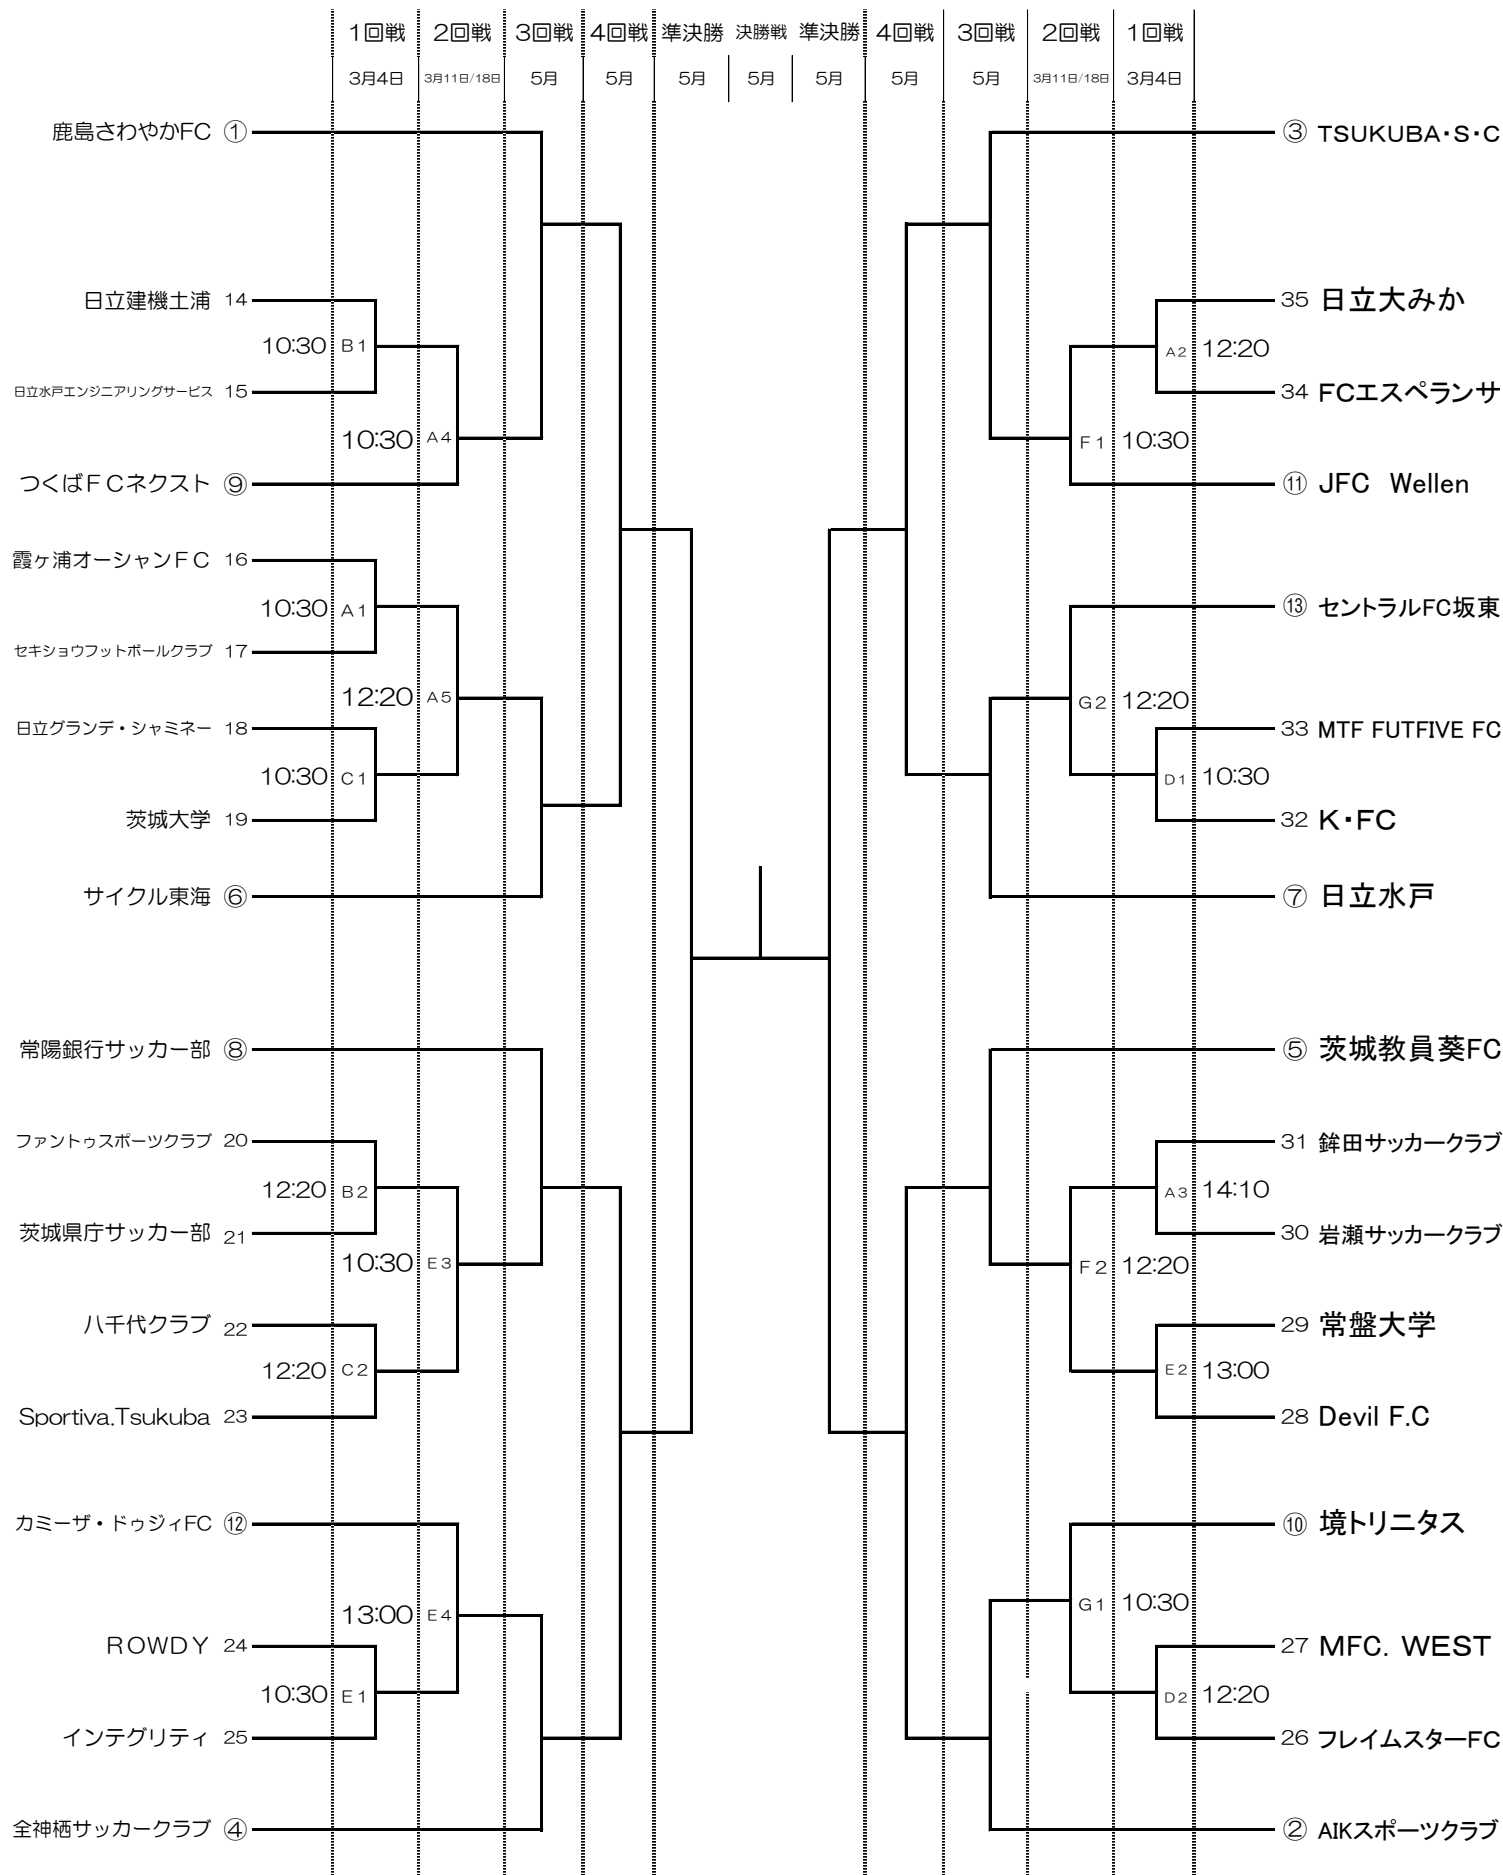 1回戦 2回戦 3回戦 4回戦 準決勝 決勝戦 準決勝 4回戦 3回戦 2回戦 1回戦
3月4日 3月11日/18日 5月 5月 5月 5月 5月 5月 5月 3月11日/18日 3月4日
鹿島さわやかFC ① ③ TSUKUBA・S・C
日立建機土浦 14 35 日立大みか
10:30 B1 A2 12:20
日立水戸エンジニアリングサービス 15 34 FCエスペランサ
10:30 A4 F1 10:30
つくばFCネクスト ⑨ ⑪ JFC Wellen
霞ヶ浦オーシャンFC 16
10:30 A1 ⑬ セントラルFC坂東
セキショウフットボールクラブ 17
12:20 A5 G2 12:20
日立グランデ・シャミネー 18 33 MTF FUTFIVE FC
10:30 C1 D1 10:30
茨城大学 19 32 K・FC
サイクル東海 ⑥ ⑦ 日立水戸
常陽銀行サッカー部 ⑧ ⑤ 茨城教員葵FC
ファントゥスポーツクラブ 20 31 鉾田サッカークラブ
12:20 B2 A3 14:10
茨城県庁サッカー部 21 30 岩瀬サッカークラブ
10:30 E3 F2 12:20
八千代クラブ 22 29 常盤大学
12:20 C2 E2 13:00
Sportiva.Tsukuba 23 28 Devil F.C
カミーザ・ドゥジィFC ⑫ ⑩ 境トリニタス
13:00 E4 G1 10:30
ROWDY 24 27 MFC. WEST
10:30 E1 D2 12:20
インテグリティ 25 26 フレイムスターFC
全神栖サッカークラブ ④ ② AIKスポーツクラブ